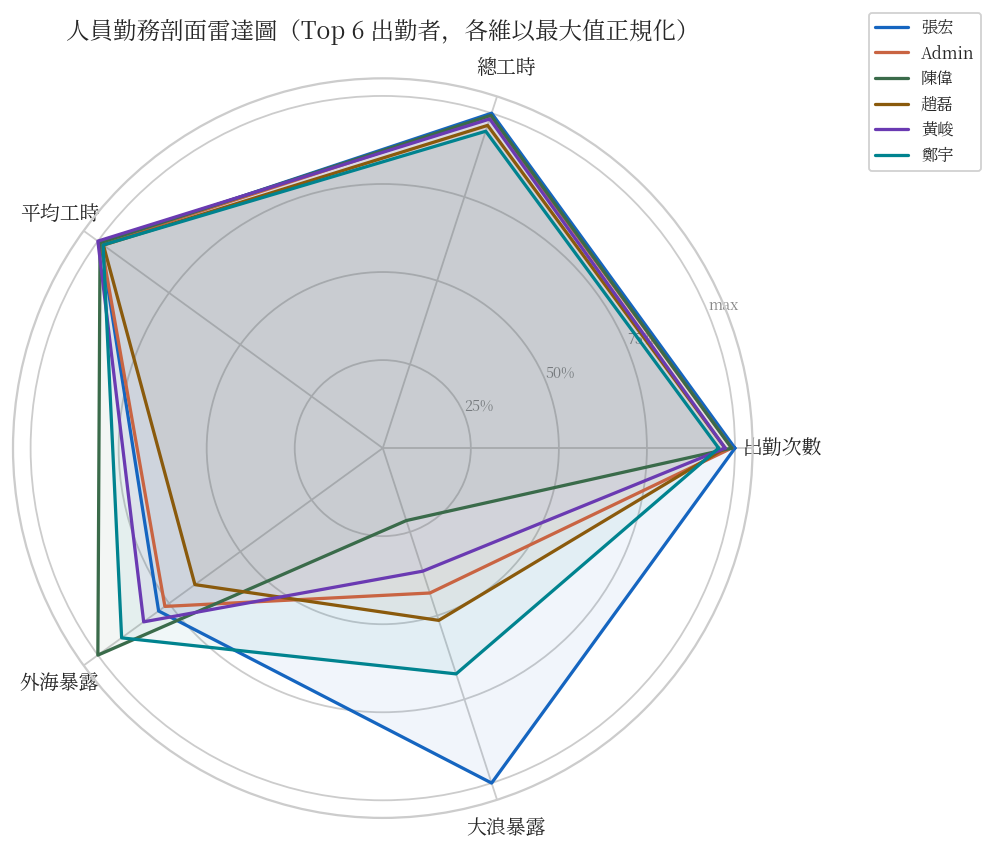 人員勤務剖面雷達圖（Top 6 出勤者，各維以最大值正規化）
張宏
Admin
陳偉
趙磊
黃峻
鄭宇
總工時
平均工時
max
50%
25%
出勤次數
外海暴露
大浪暴露